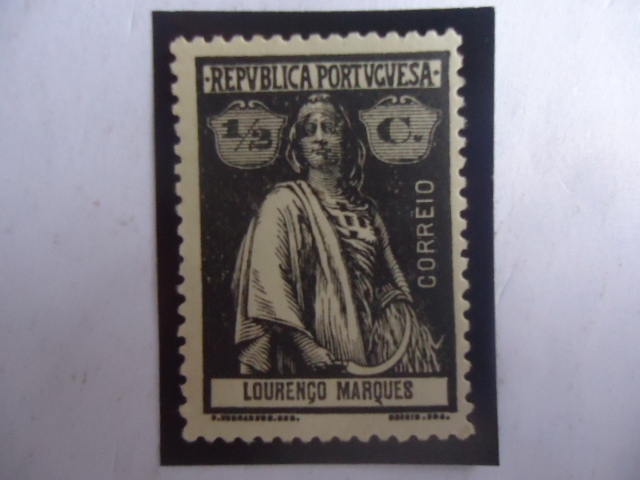 ·REPVBLICA PORTVGVESA·
1/2 C.
CORREIO
LOURENÇO MARQUES